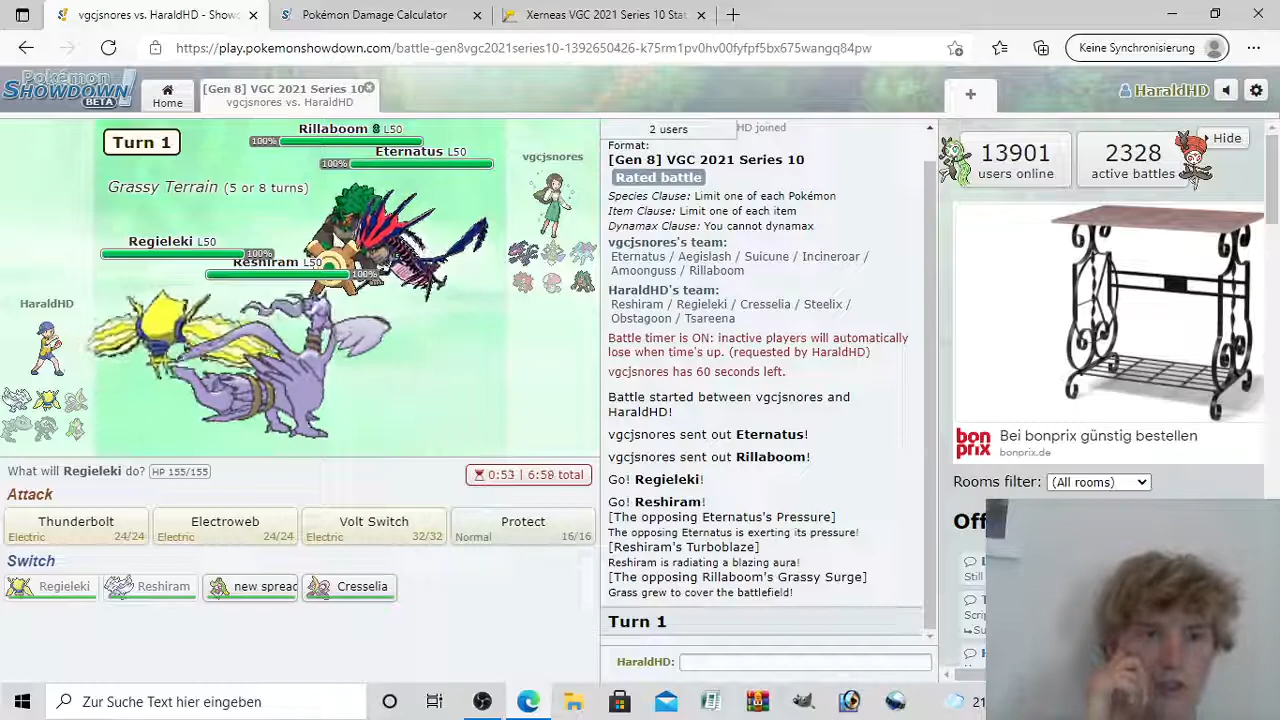 vgcjsnores vs. HaraldHD - Show
Pokémon Damage Calculator
Xerneas VGC 2021 Series 10 Stat
https://play.pokemonshowdown.com/battle-gen8vgc2021series10-1392650426-k75rm1pv0hv00fyfpf5bx675wangq84pw
Keine Synchronisierung
Pokémon
SHOWDOWN
BETA
Home
[Gen 8] VGC 2021 Series 10
vgcjsnores vs. HaraldHD
HaraldHD
Turn 1
Rillaboom L50
100%
Eternatus L50
100%
Grassy Terrain (5 or 8 turns)
Regieleki L50
100%
Reshiram L50
100%
vgcjsnores
HaraldHD
What will Regieleki do? HP 155/155
0:53 | 6:58 total
Attack
Thunderbolt
Electric 24/24
Electroweb
Electric 24/24
Volt Switch
Electric 32/32
Protect
Normal 16/16
Switch
Regieleki
Reshiram
new spread
Cresselia
2 users
HD joined
Format:
[Gen 8] VGC 2021 Series 10
Rated battle
Species Clause: Limit one of each Pokémon
Item Clause: Limit one of each item
Dynamax Clause: You cannot dynamax
vgcjsnores's team:
Eternatus / Aegislash / Suicune / Incineroar /
Amoonguss / Rillaboom
HaraldHD's team:
Reshiram / Regieleki / Cresselia / Steelix /
Obstagoon / Tsareena
Battle timer is ON: inactive players will automatically
lose when time's up. (requested by HaraldHD)
vgcjsnores has 60 seconds left.
Battle started between vgcjsnores and
HaraldHD!
vgcjsnores sent out Eternatus!
vgcjsnores sent out Rillaboom!
Go! Regieleki!
Go! Reshiram!
[The opposing Eternatus's Pressure]
The opposing Eternatus is exerting its pressure!
[Reshiram's Turboblaze]
Reshiram is radiating a blazing aura!
[The opposing Rillaboom's Grassy Surge]
Grass grew to cover the battlefield!
Turn 1
HaraldHD:
13901
users online
2328
active battles
Hide
bon
prix
Bei bonprix günstig bestellen
bonprix.de
Rooms filter: (All rooms)
Off
Still
Zur Suche Text hier eingeben
21